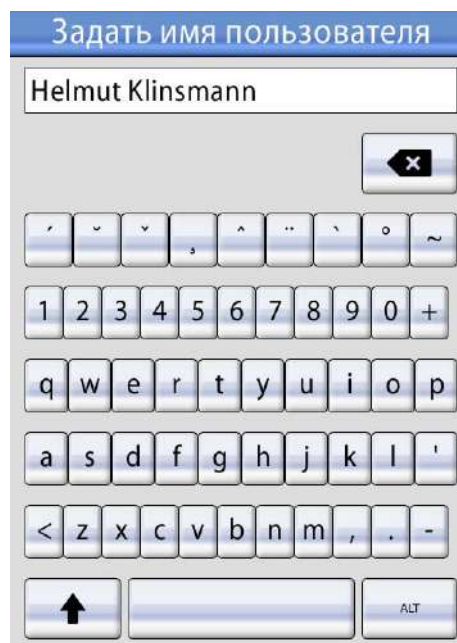 Задать имя пользователя
Helmut Klinsmann
´ ˘ ˇ ¸ ˆ ¨ ` ° ~
1 2 3 4 5 6 7 8 9 0 +
q w e r t y u i o p
a s d f g h j k l '
< z x c v b n m , . -
ALT